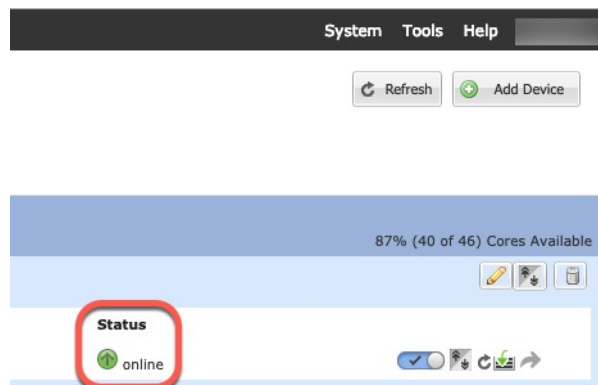 System Tools Help
Refresh Add Device
87% (40 of 46) Cores Available
Status
online